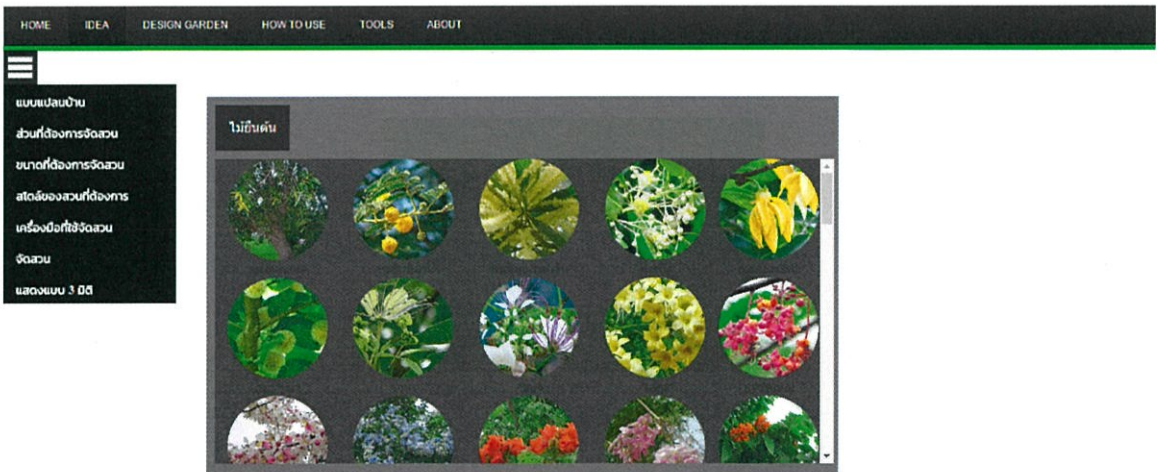 HOME IDEA DESIGN GARDEN HOW TO USE TOOLS ABOUT
แบบแปลนบ้าน
ส่วนที่ต้องการจัดสวน
ขนาดที่ต้องการจัดสวน
สไตล์ของสวนที่ต้องการ
เครื่องมือที่ใช้จัดสวน
จัดสวน
แสดงแบบ 3 มิติ
ไม้ยืนต้น